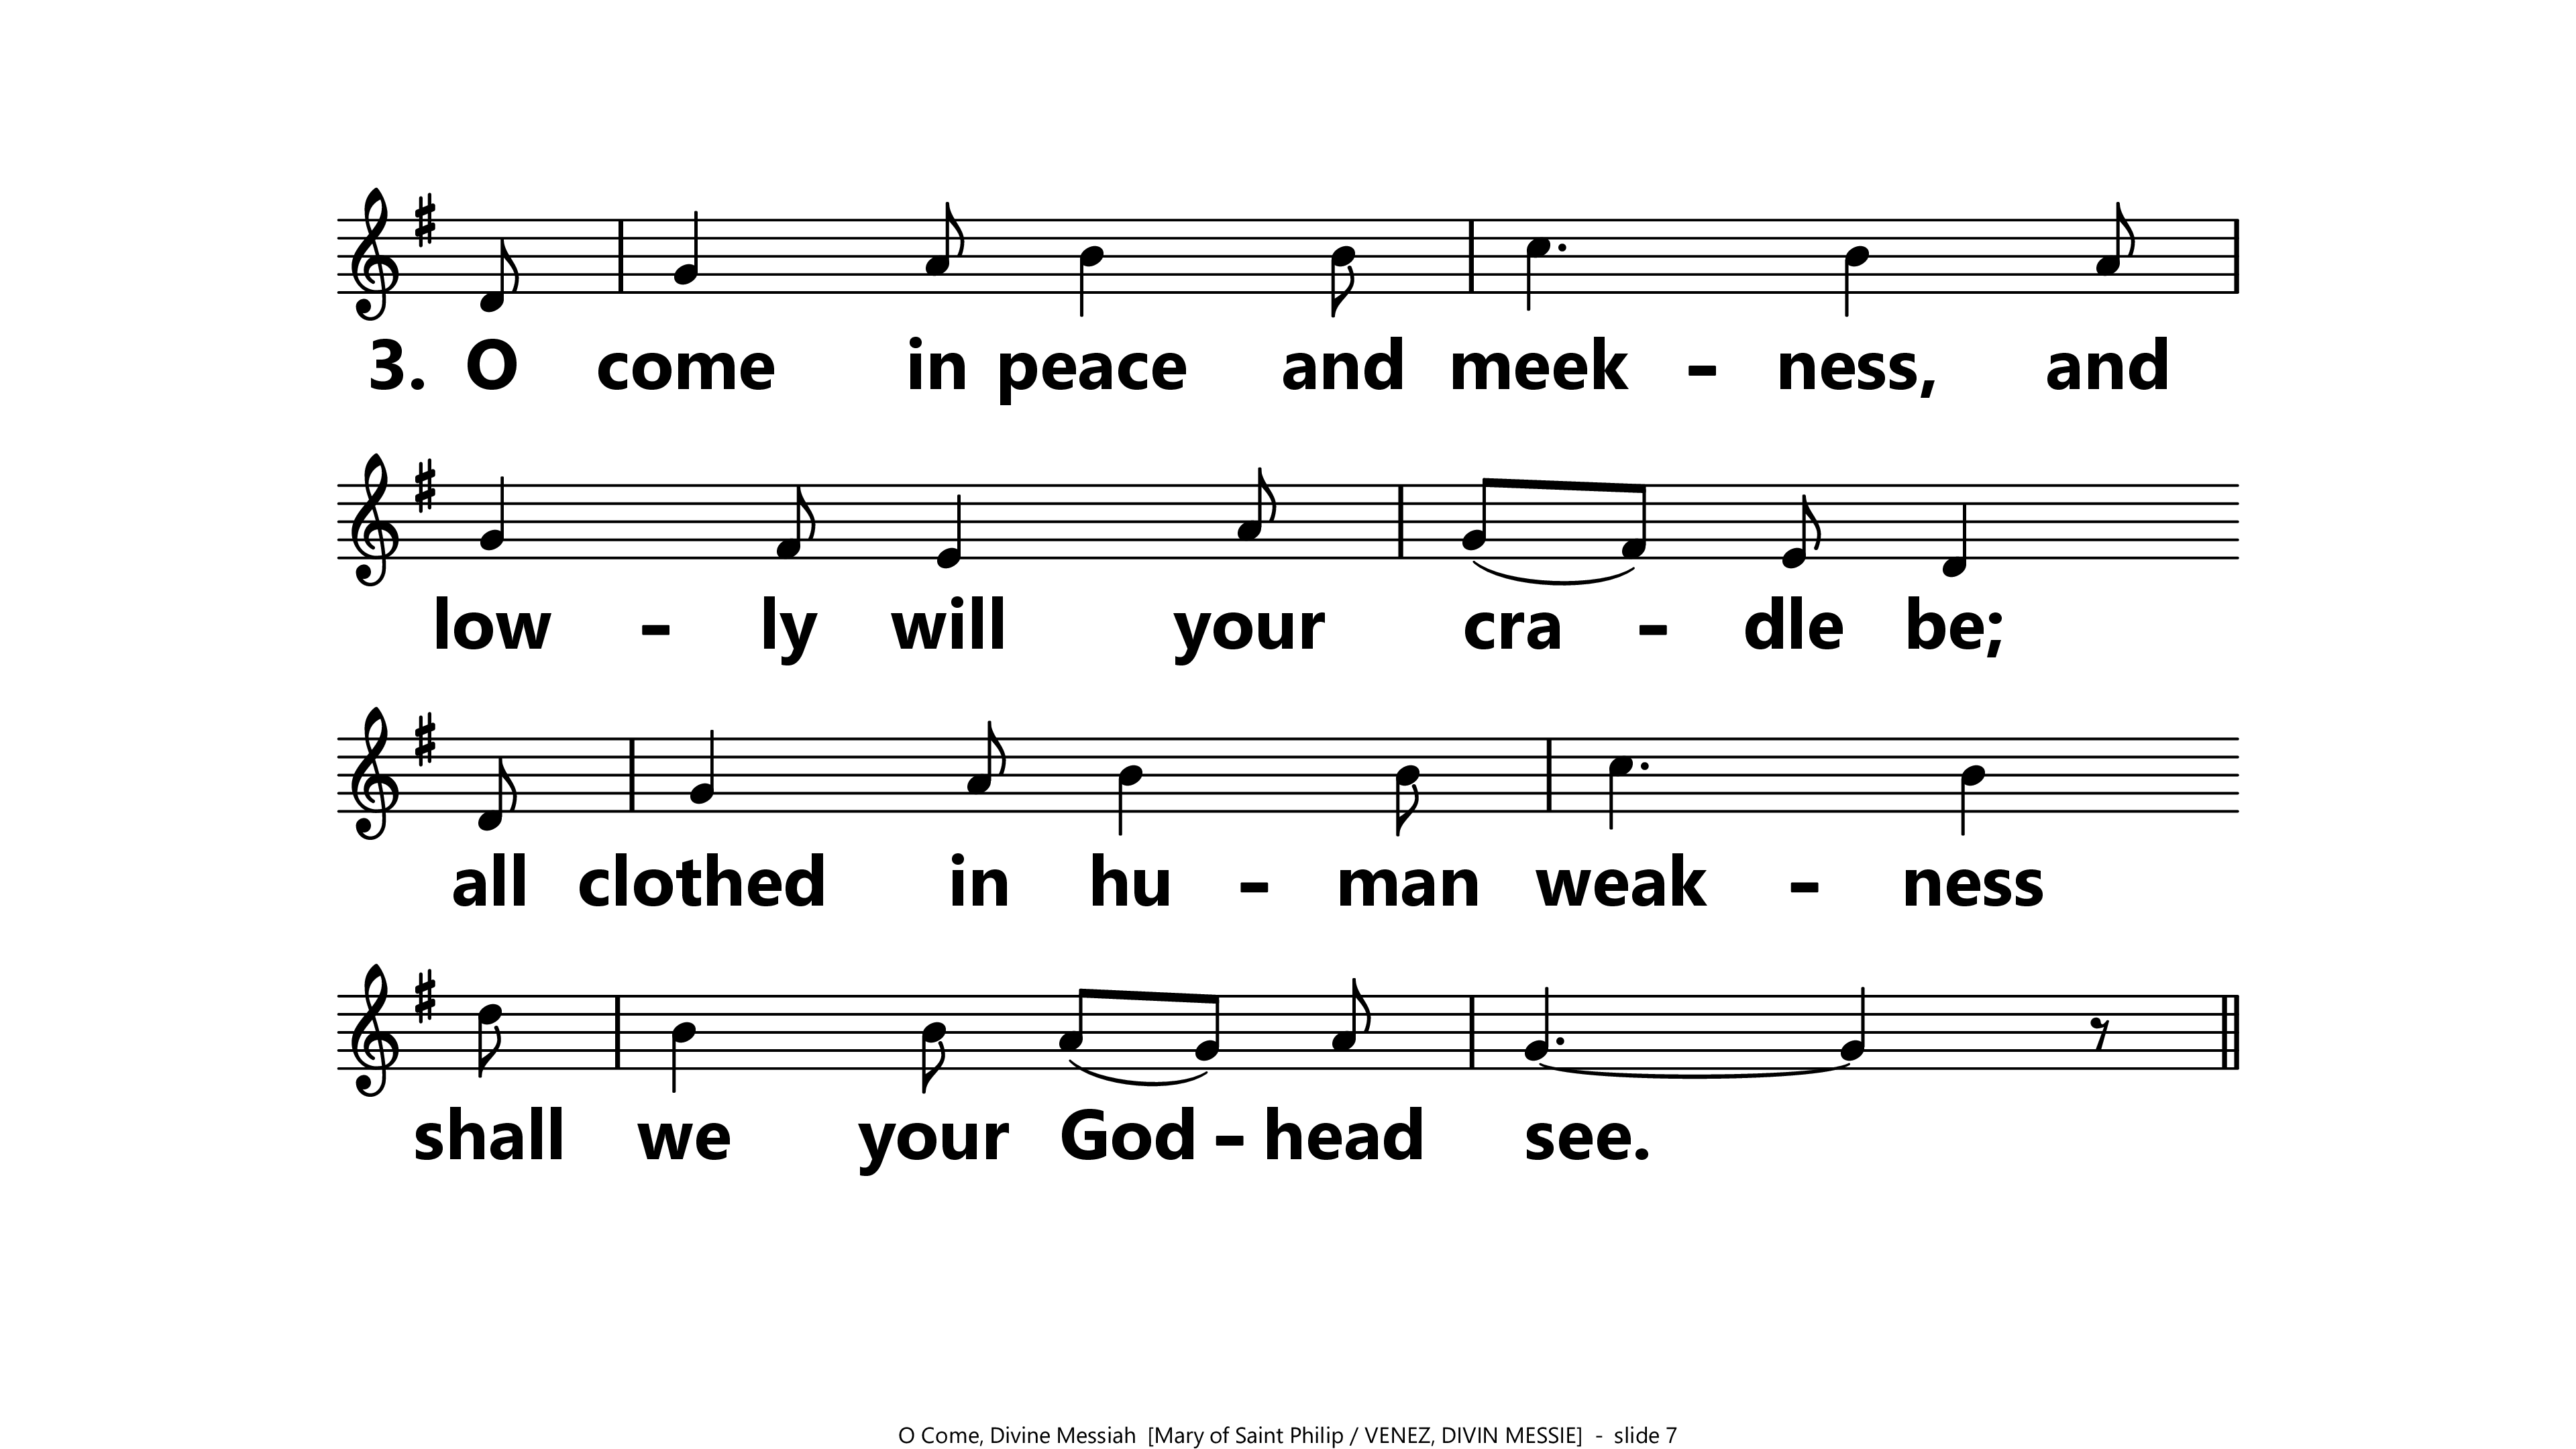 3. O come in peace and meek - ness, and
low - ly will your cra - dle be;
all clothed in hu - man weak - ness
shall we your God - head see.
O Come, Divine Messiah [Mary of Saint Philip / VENEZ, DIVIN MESSIE] - slide 7